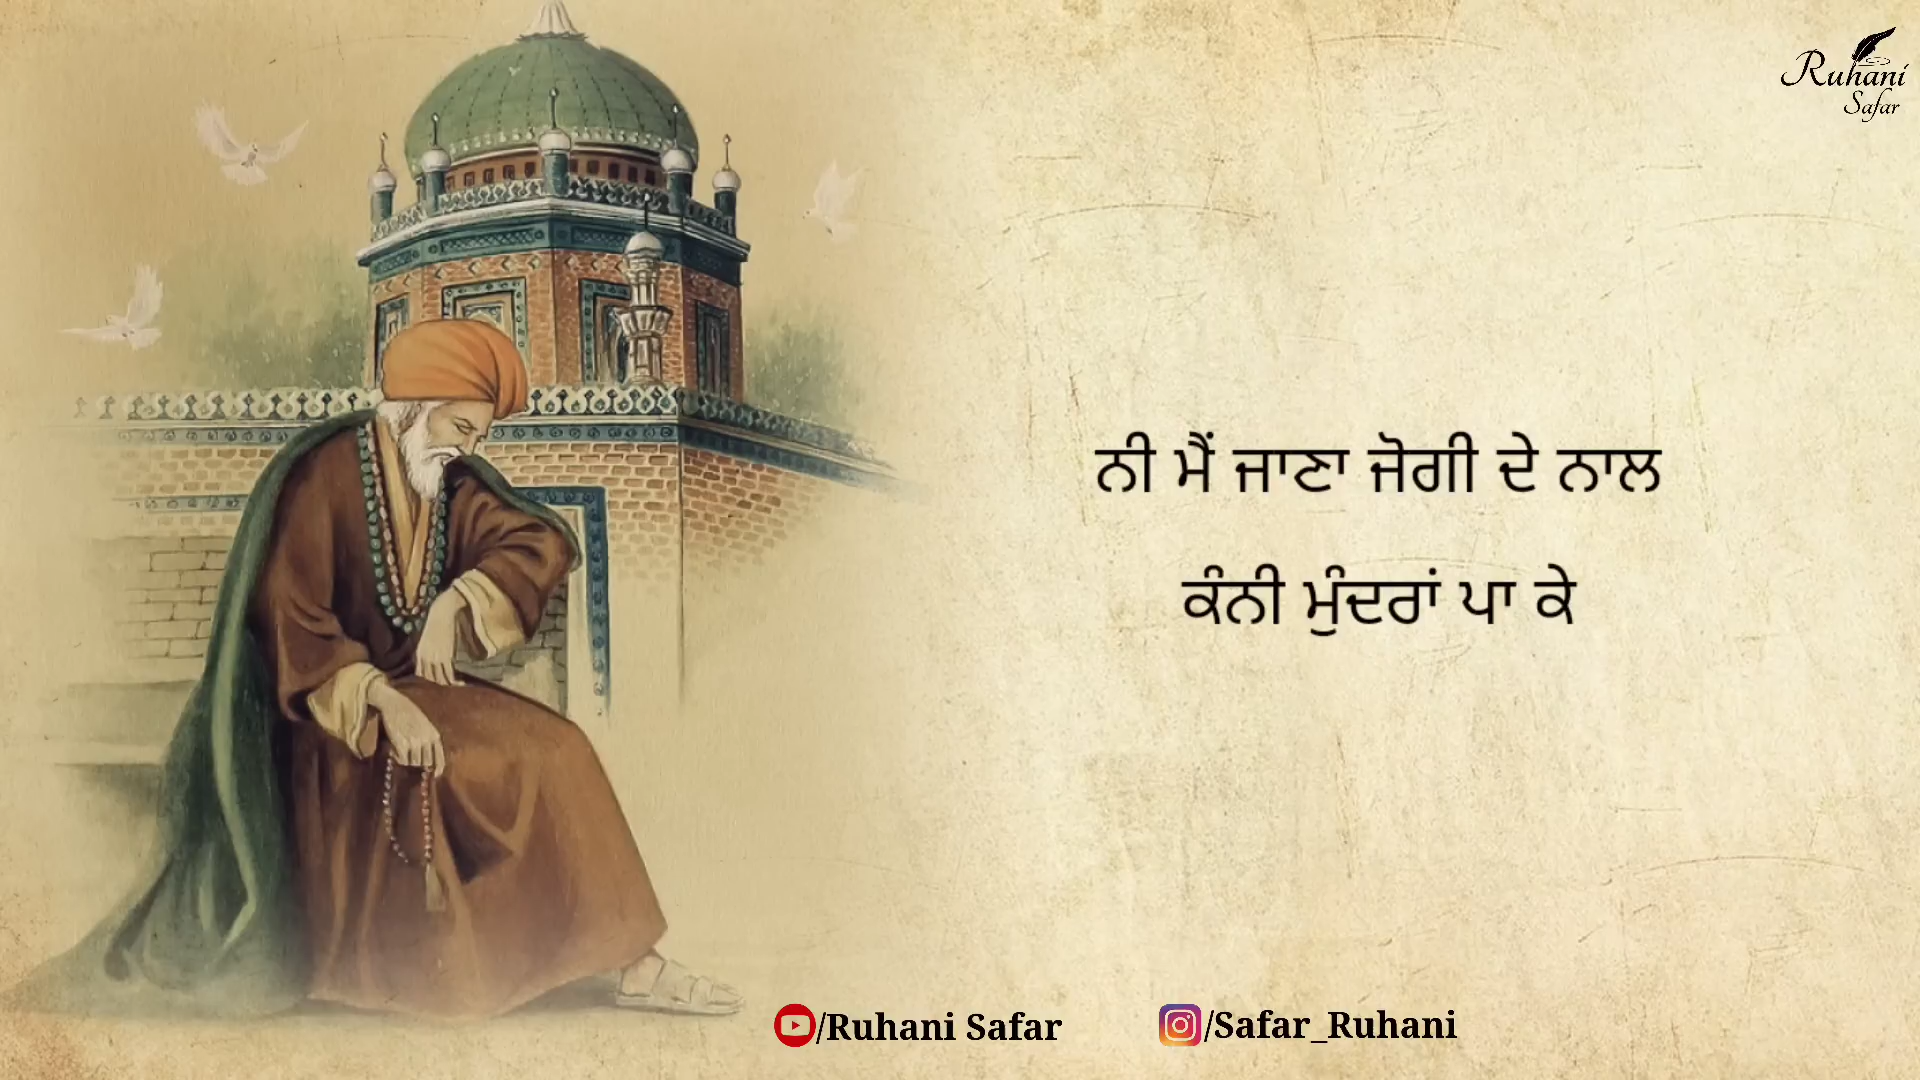 Ruhani
Safar
ਨੀ ਮੈਂ ਜਾਣਾ ਜੋਗੀ ਦੇ ਨਾਲ
ਕੰਨੀ ਮੁੰਦਰਾਂ ਪਾ ਕੇ
/Ruhani Safar
/Safar_Ruhani